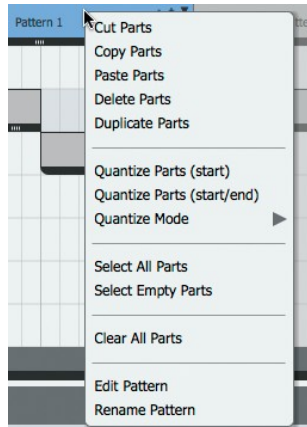 Pattern 1
Cut Parts
Copy Parts
Paste Parts
Delete Parts
Duplicate Parts
Quantize Parts (start)
Quantize Parts (start/end)
Quantize Mode
Select All Parts
Select Empty Parts
Clear All Parts
Edit Pattern
Rename Pattern